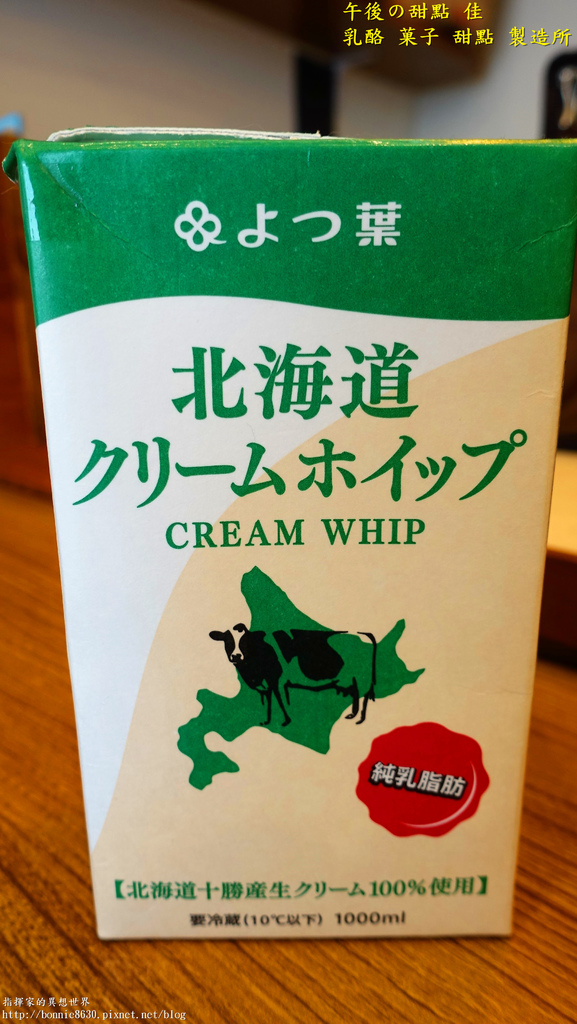 午後の甜點 佳
乳酪 菓子 甜點 製造所
よつ葉
北海道
クリームホイップ
CREAM WHIP
純乳脂肪
【北海道十勝産生クリーム100%使用】
要冷蔵(10℃以下) 1000ml
指揮家的異想世界
http://bonnie8630.pixnet.net/blog